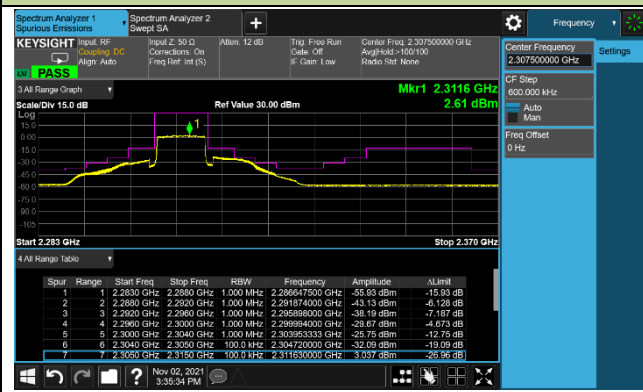 Spectrum Analyzer 1
Spurious Emissions
Spectrum Analyzer 2
Swept SA
Frequency
KEYSIGHT
Input: RF
Coupling: DC
Align: Auto
Input Z: 50 Ω
Corrections: On
Freq Ref: Int (S)
Atten: 12 dB
Trig: Free Run
Gate: Off
IF Gain: Low
Center Freq: 2.307500000 GHz
Avg|Hold:>100/100
Radio Std: None
LXI
PASS
3 All Range Graph
Mkr1 2.3116 GHz
Scale/Div 15.0 dB
Ref Value 30.00 dBm
2.61 dBm
Log
15.0
0.00
-15.0
-30.0
-45.0
-60.0
-75.0
-90.0
-105
1
Start 2.283 GHz
Stop 2.370 GHz
4 All Range Table
Spur Range Start Freq Stop Freq RBW Frequency Amplitude ΔLimit
1 1 2.2830 GHz 2.2880 GHz 1.000 MHz 2.286647500 GHz -55.93 dBm -15.93 dB
2 2 2.2880 GHz 2.2920 GHz 1.000 MHz 2.291874000 GHz -43.13 dBm -6.128 dB
3 3 2.2920 GHz 2.2960 GHz 1.000 MHz 2.295898000 GHz -38.19 dBm -7.187 dB
4 4 2.2960 GHz 2.3000 GHz 1.000 MHz 2.299994000 GHz -29.67 dBm -4.673 dB
5 5 2.3000 GHz 2.3040 GHz 1.000 MHz 2.303953333 GHz -25.75 dBm -12.75 dB
6 6 2.3040 GHz 2.3050 GHz 100.0 kHz 2.304720000 GHz -32.09 dBm -19.09 dB
7 7 2.3050 GHz 2.3150 GHz 100.0 kHz 2.311630000 GHz 3.037 dBm -26.96 dB
Nov 02, 2021
3:35:34 PM
Center Frequency
2.307500000 GHz
Settings
CF Step
600.000 kHz
Auto
Man
Freq Offset
0 Hz